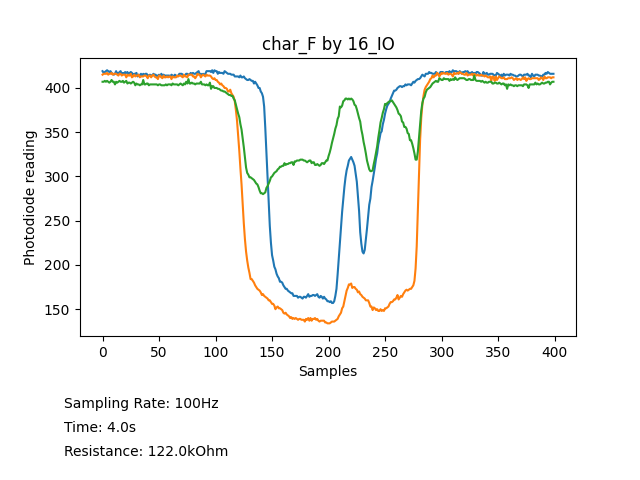 char_F by 16_IO
Photodiode reading
400
350
300
250
200
150
0 50 100 150 200 250 300 350 400
Samples
Sampling Rate: 100Hz
Time: 4.0s
Resistance: 122.0kOhm